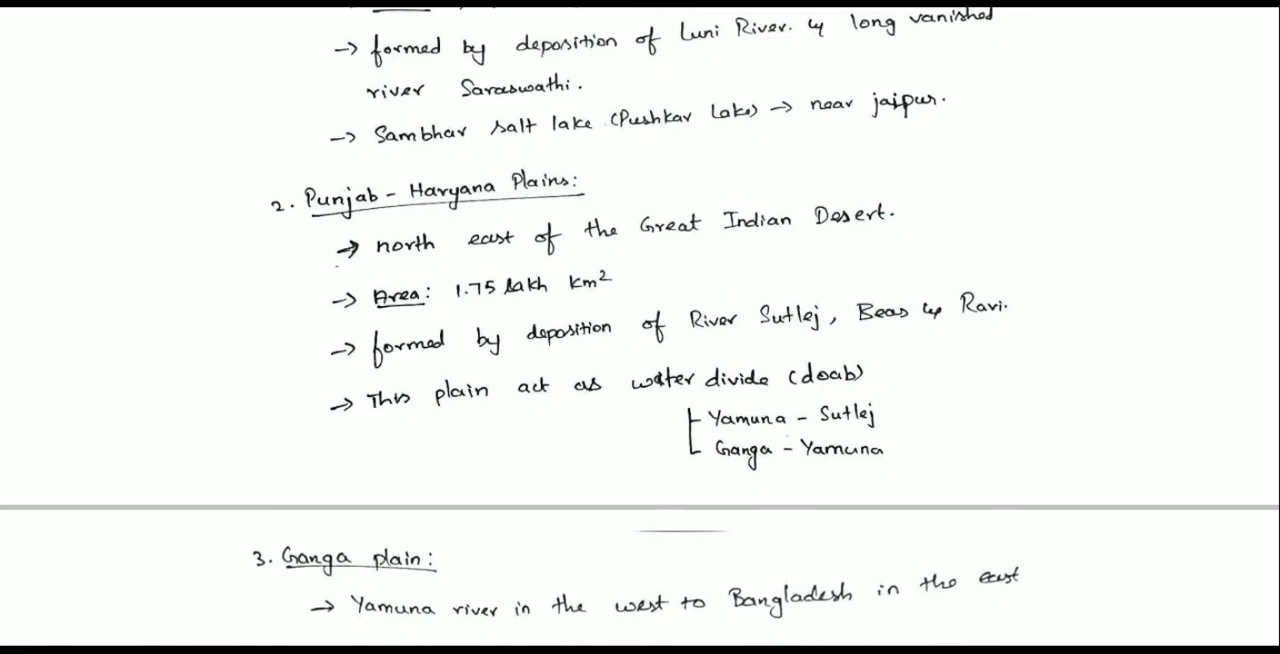 → formed by deposition of Luni River. & long vanished
river Saraswathi.
→ Sambhar salt lake (Pushkar Lake) → near jaipur.
2. Punjab - Haryana Plains:
→ north east of the Great Indian Desert.
→ Area: 1.75 lakh km²
→ formed by deposition of River Sutlej, Beas & Ravi.
→ This plain act as water divide (doab)
Yamuna - Sutlej
Ganga - Yamuna
3. Ganga plain:
→ Yamuna river in the west to Bangladesh in the east